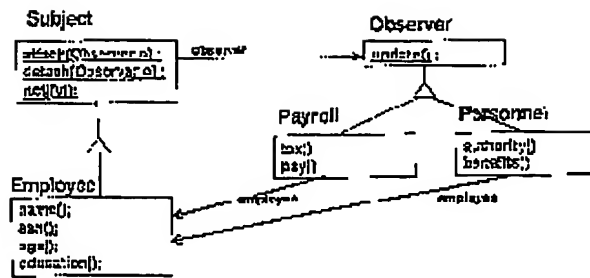 Subject
Observer
attach(Observer o);
detach(Observer o);
notify();
observer
update();
Payroll
Personnel
tax()
pay()
authority()
benefits()
Employee
employee
employee
name();
ssn();
age();
education();